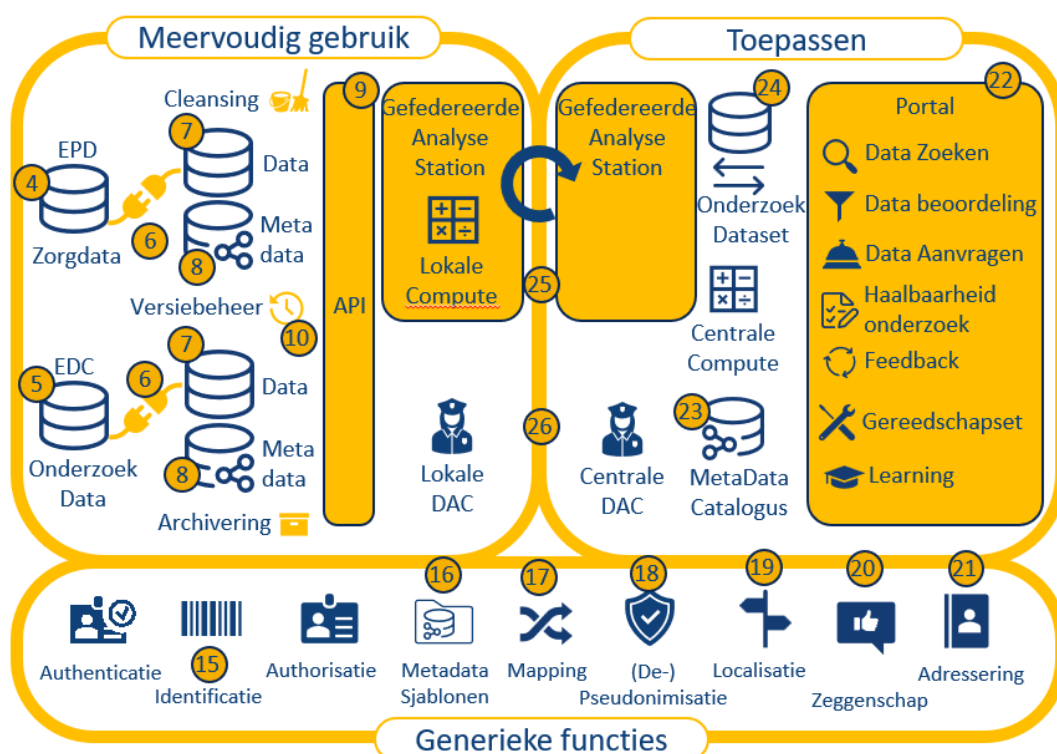 Meervoudig gebruik
Cleansing
7
EPD
4
Data
6
Zorgdata
8
Meta
data
Versiebeheer
10
7
EDC
5
6
Data
Onderzoek
Data
8
Meta
data
Archivering
9
API
Gefedereerde
Analyse
Station
Lokale
Compute
Lokale
DAC
25
26
Toepassen
Gefedereerde
Analyse
Station
24
Onderzoek
Dataset
Centrale
Compute
Centrale
DAC
23
MetaData
Catalogus
22
Portal
Data Zoeken
Data beoordeling
Data Aanvragen
Haalbaarheid
onderzoek
Feedback
Gereedschapset
Learning
Authenticatie
15
Identificatie
Authorisatie
16
Metadada
Sjablonen
17
Mapping
18
(De-)
Pseudonimisatie
19
Localisatie
20
Zeggenschap
21
Adressering
Generieke functies